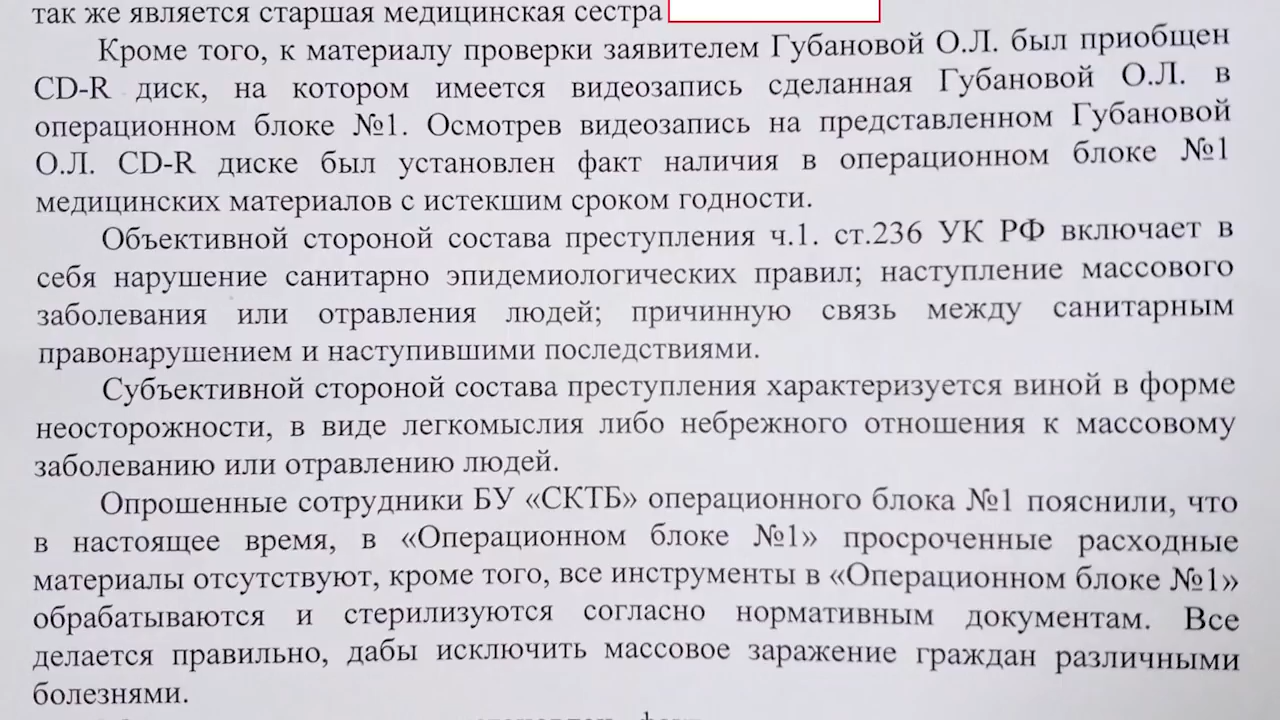 так же является старшая медицинская сестра
Кроме того, к материалу проверки заявителем Губановой О.Л. был приобщен
CD-R диск, на котором имеется видеозапись сделанная Губановой О.Л. в
операционном блоке №1. Осмотрев видеозапись на представленном Губановой
О.Л. CD-R диске был установлен факт наличия в операционном блоке №1
медицинских материалов с истекшим сроком годности.
Объективной стороной состава преступления ч.1. ст.236 УК РФ включает в
себя нарушение санитарно эпидемиологических правил; наступление массового
заболевания или отравления людей; причинную связь между санитарным
правонарушением и наступившими последствиями.
Субъективной стороной состава преступления характеризуется виной в форме
неосторожности, в виде легкомыслия либо небрежного отношения к массовому
заболеванию или отравлению людей.
Опрошенные сотрудники БУ «СКТБ» операционного блока №1 пояснили, что
в настоящее время, в «Операционном блоке №1» просроченные расходные
материалы отсутствуют, кроме того, все инструменты в «Операционном блоке №1»
обрабатываются и стерилизуются согласно нормативным документам. Все
делается правильно, дабы исключить массовое заражение граждан различными
болезнями.